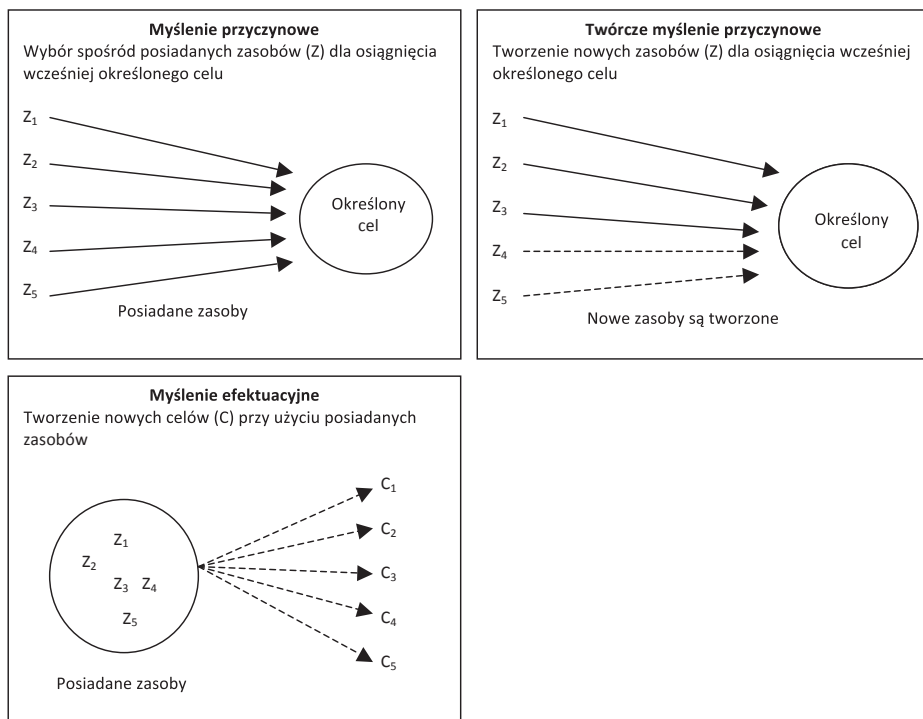 Myślenie przyczynowe
Wybór spośród posiadanych zasobów (Z) dla osiągnięcia
wcześniej określonego celu
Z₁
Z₂
Z₃
Z₄
Z₅
Określony
cel
Posiadane zasoby
Twórcze myślenie przyczynowe
Tworzenie nowych zasobów (Z) dla osiągnięcia wcześniej
określonego celu
Z₁
Z₂
Z₃
Z₄
Z₅
Określony
cel
Nowe zasoby są tworzone
Myślenie efektuacyjne
Tworzenie nowych celów (C) przy użyciu posiadanych
zasobów
Z₁
Z₂
Z₃ Z₄
Z₅
C₁
C₂
C₃
C₄
C₅
Posiadane zasoby